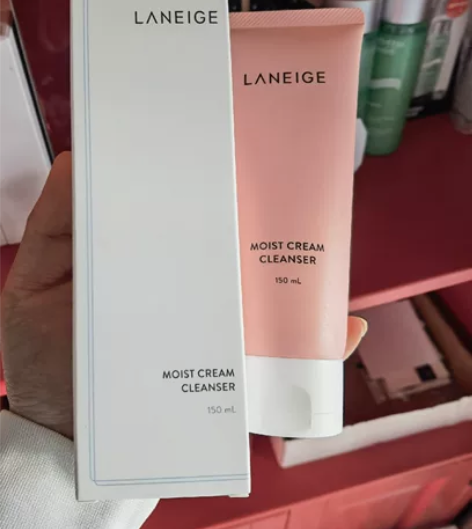 LANEIGE
MOIST CREAM
CLEANSER
150 mL
LANEIGE
MOIST CREAM
CLEANSER
150 mL